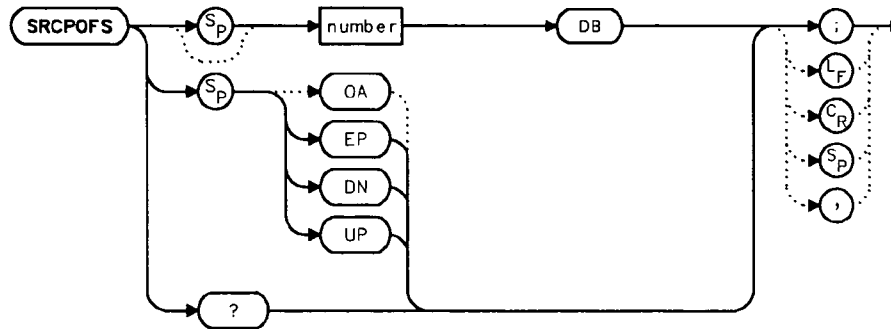 SRCPOFS SP number DB ;
LF
SP OA CR
EP SP
DN ,
UP
?